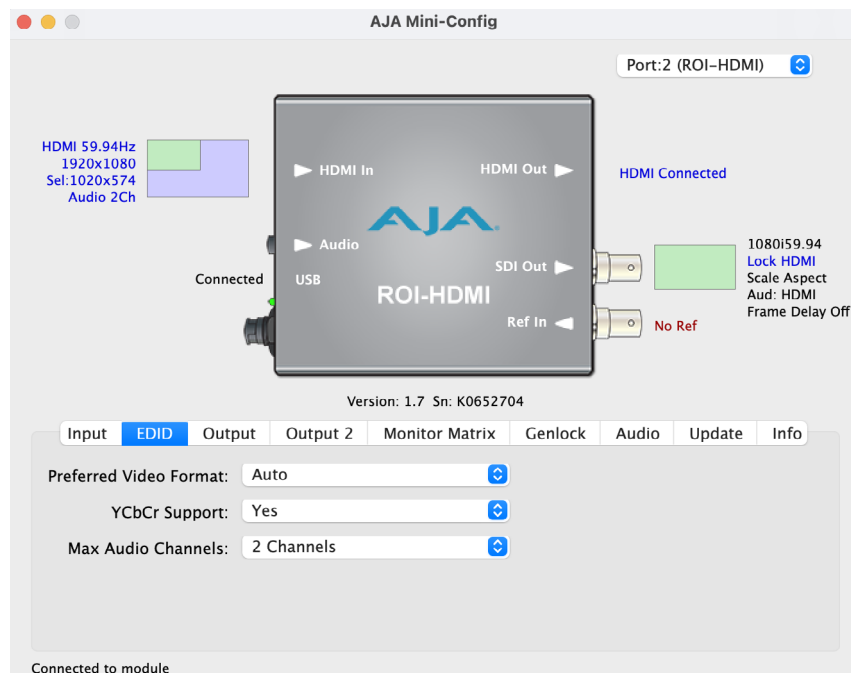 AJA Mini-Config
Port:2 (ROI-HDMI)
HDMI 59.94Hz
1920x1080
Sel:1020x574
Audio 2Ch
HDMI In
HDMI Out
HDMI Connected
AJA
Audio
Connected
USB
SDI Out
ROI-HDMI
Ref In
1080i59.94
Lock HDMI
Scale Aspect
Aud: HDMI
Frame Delay Off
No Ref
Version: 1.7 Sn: K0652704
Input EDID Output Output 2 Monitor Matrix Genlock Audio Update Info
Preferred Video Format: Auto
YCbCr Support: Yes
Max Audio Channels: 2 Channels
Connected to module